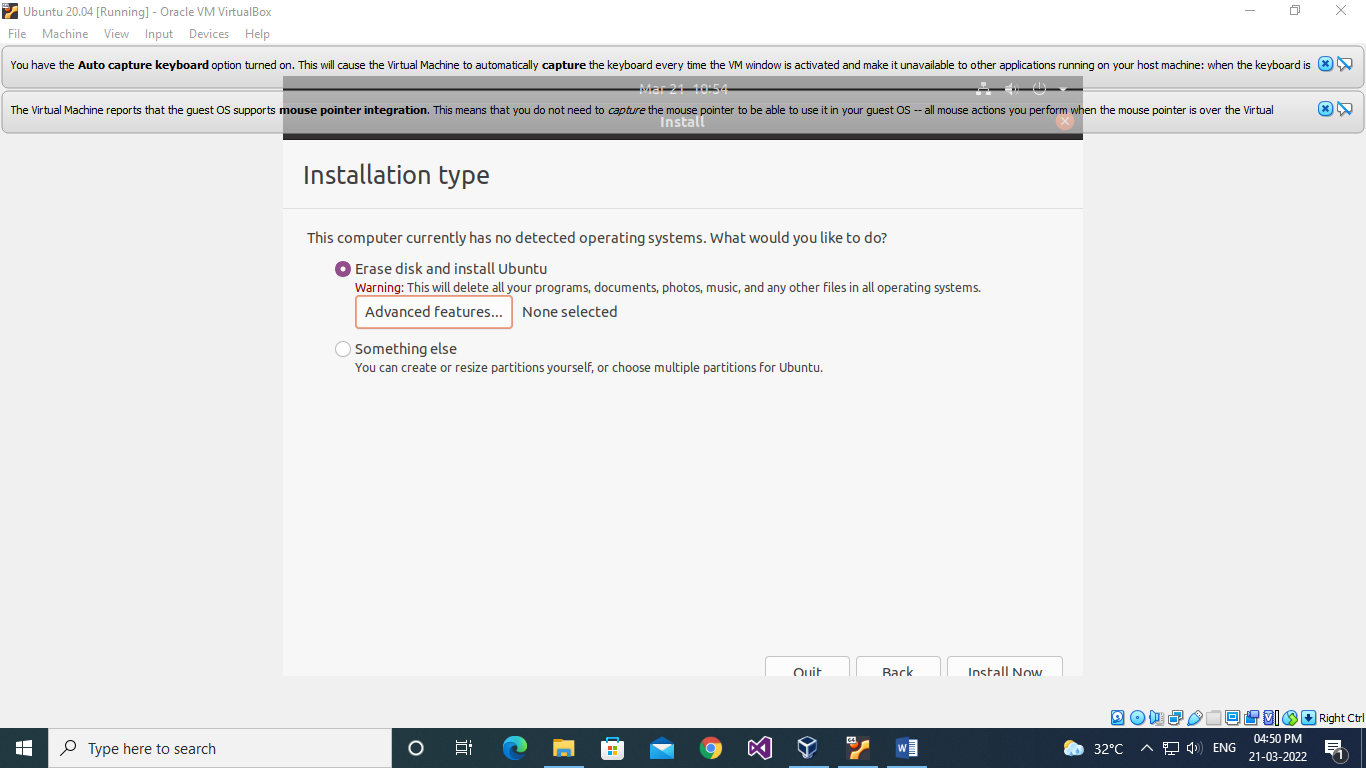 Ubuntu 20.04 [Running] - Oracle VM VirtualBox
File Machine View Input Devices Help
You have the Auto capture keyboard option turned on. This will cause the Virtual Machine to automatically capture the keyboard every time the VM window is activated and make it unavailable to other applications running on your host machine: when the keyboard is
Mar 21 10:54
The Virtual Machine reports that the guest OS supports mouse pointer integration. This means that you do not need to capture the mouse pointer to be able to use it in your guest OS -- all mouse actions you perform when the mouse pointer is over the Virtual
Install
Installation type
This computer currently has no detected operating systems. What would you like to do?
Erase disk and install Ubuntu
Warning: This will delete all your programs, documents, photos, music, and any other files in all operating systems.
Advanced features... None selected
Something else
You can create or resize partitions yourself, or choose multiple partitions for Ubuntu.
Quit Back Install Now
Right Ctrl
Type here to search
32°C ENG
04:50 PM
21-03-2022
1